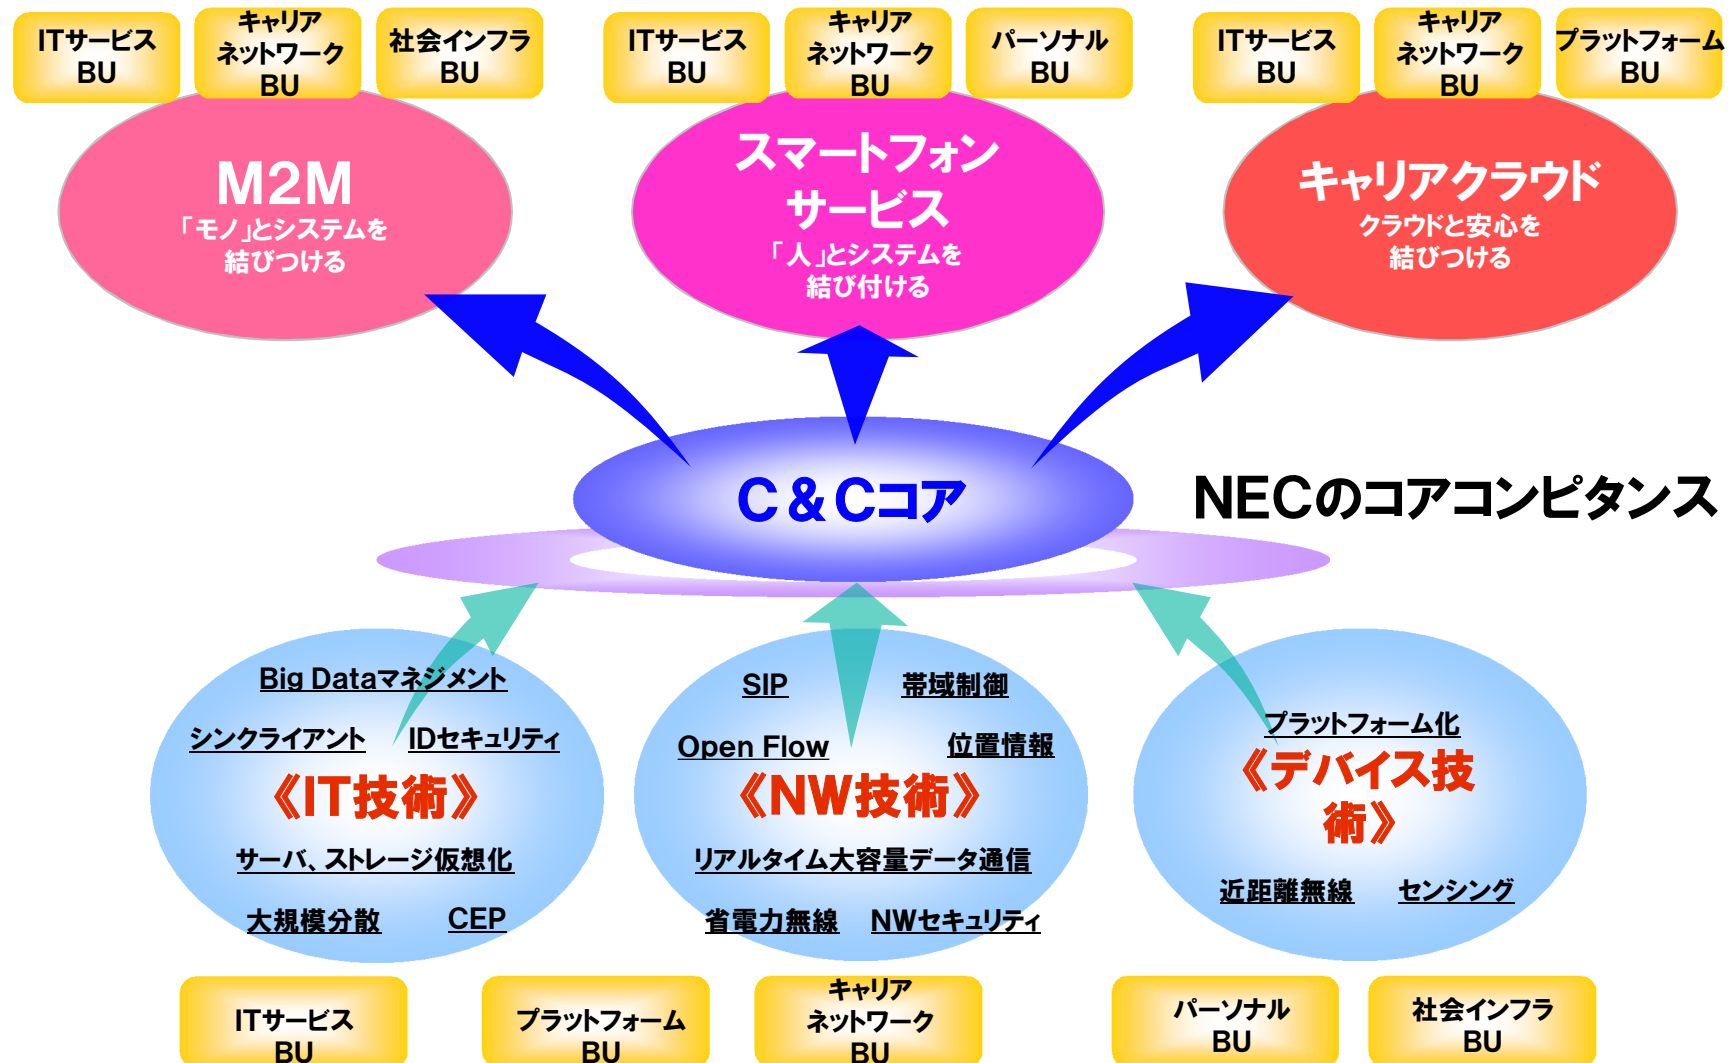 ITサービス
BU
キャリア
ネットワーク
BU
社会インフラ
BU
ITサービス
BU
キャリア
ネットワーク
BU
パーソナル
BU
ITサービス
BU
キャリア
ネットワーク
BU
プラットフォーム
BU
M2M
「モノ」とシステムを
結びつける
スマートフォン
サービス
「人」とシステムを
結び付ける
キャリアクラウド
クラウドと安心を
結びつける
C＆Cコア
NECのコアコンピタンス
Big Dataマネジメント
シンクライアント
IDセキュリティ
《IT技術》
サーバ、ストレージ仮想化
大規模分散
CEP
SIP
帯域制御
Open Flow
位置情報
《NW技術》
リアルタイム大容量データ通信
省電力無線
NWセキュリティ
プラットフォーム化
《デバイス技
術》
近距離無線
センシング
ITサービス
BU
プラットフォーム
BU
キャリア
ネットワーク
BU
パーソナル
BU
社会インフラ
BU